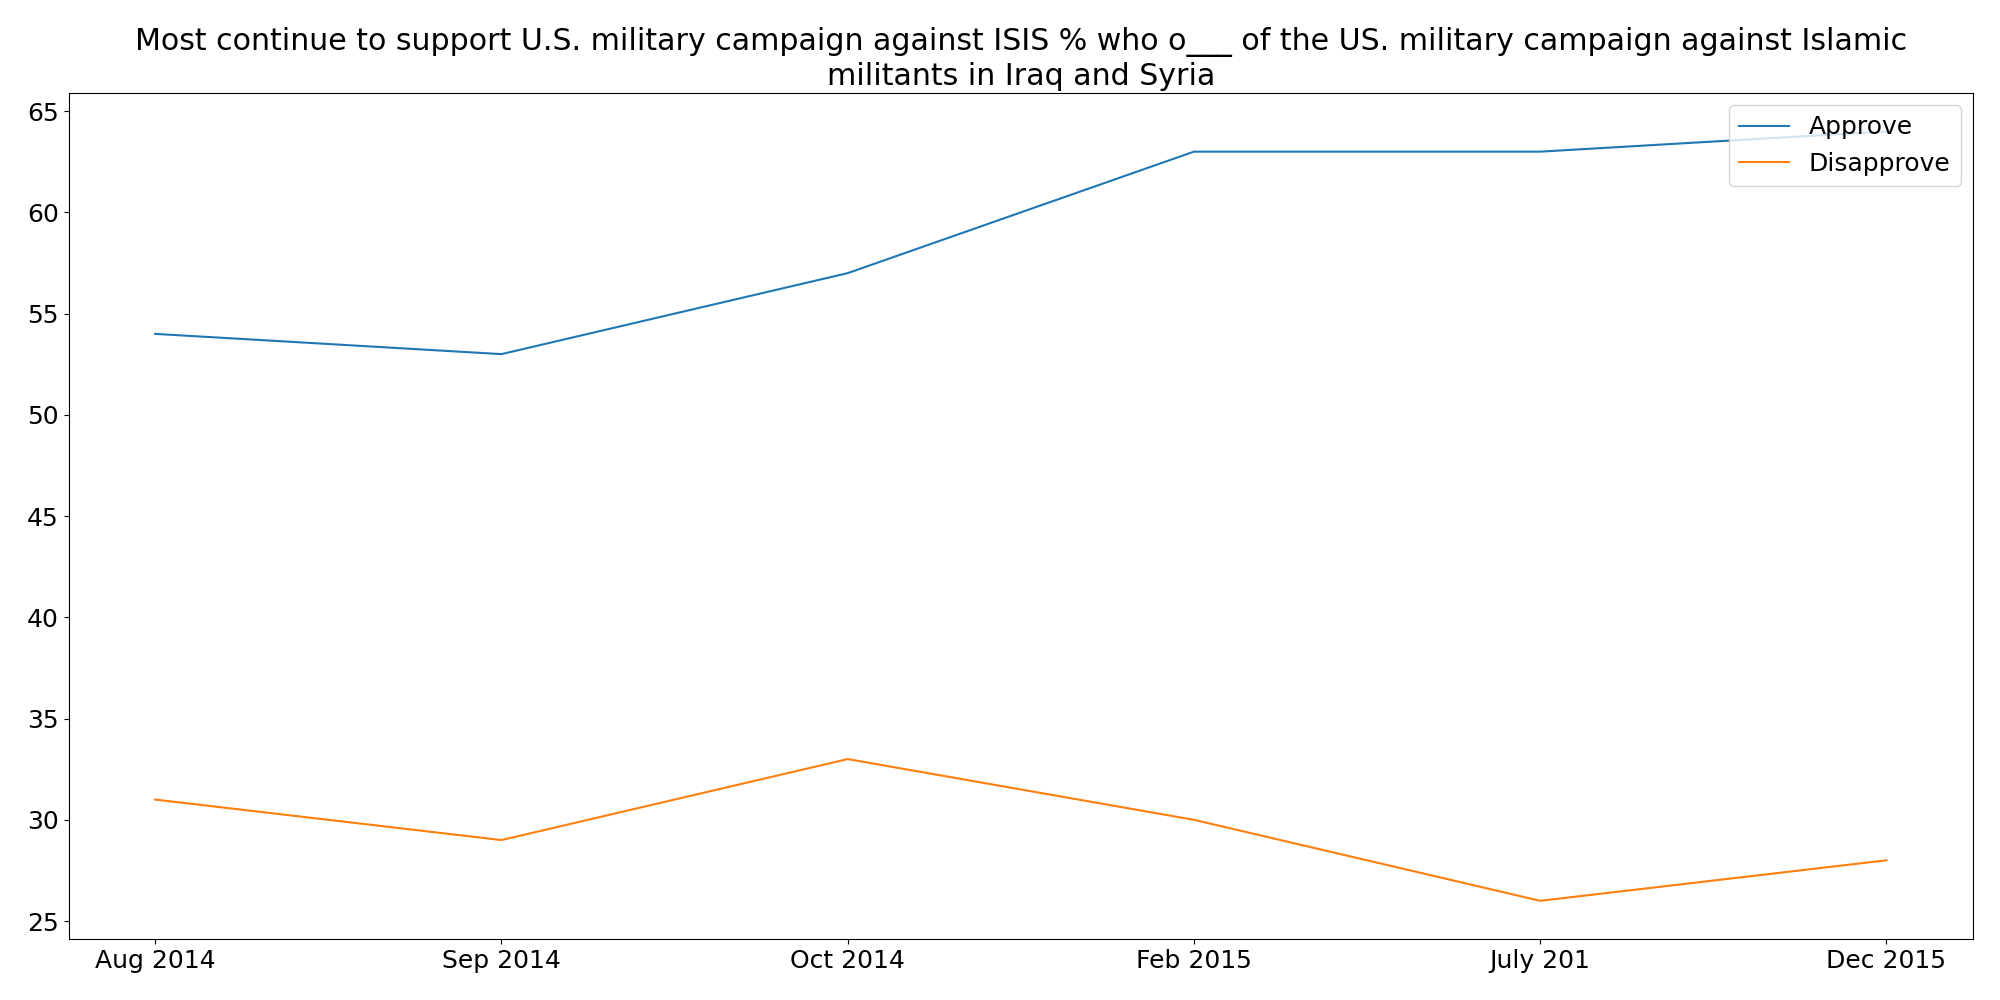 Most continue to support U.S. military campaign against ISIS % who o___ of the US. military campaign against Islamic
militants in Iraq and Syria
65
60
55
50
45
40
35
30
25
Approve
Disapprove
Aug 2014
Sep 2014
Oct 2014
Feb 2015
July 201
Dec 2015